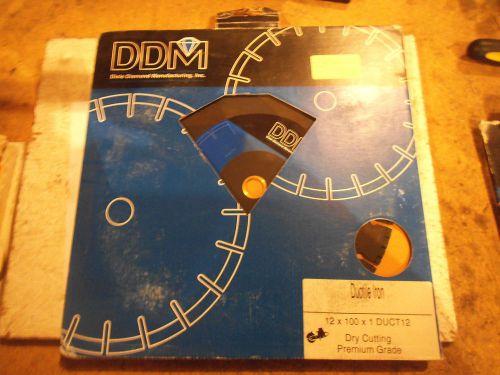 DDM
Dixie Diamond Manufacturing, Inc.
DDM
Ductile Iron
12 x 100 x 1 DUCT12
Dry Cutting
Premium Grade